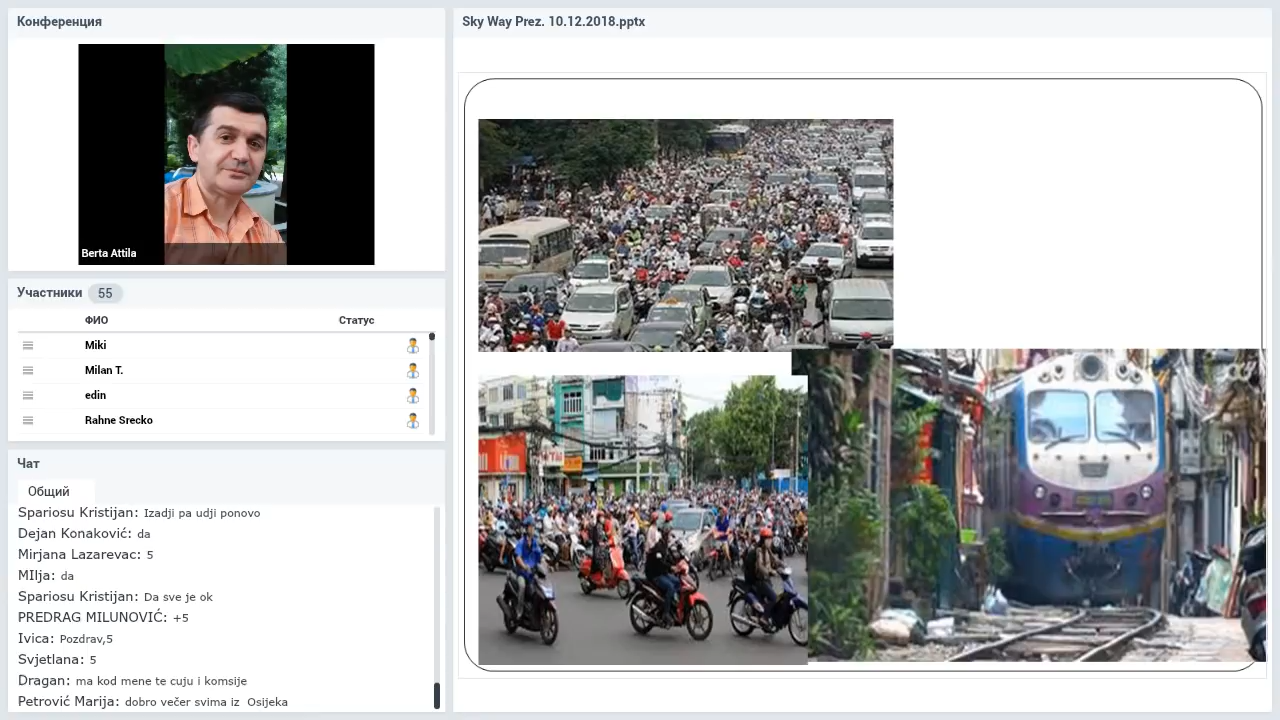 Конференция
Berta Attila
Участники 55
ФИО Статус
Miki
Milan T.
edin
Rahne Srecko
Чат
Общий
Spariosu Kristijan: Izadji pa udji ponovo
Dejan Konaković: da
Mirjana Lazarevac: 5
MIlja: da
Spariosu Kristijan: Da sve je ok
PREDRAG MILUNOVIĆ: +5
Ivica: Pozdrav,5
Svjetlana: 5
Dragan: ma kod mene te cuju i komsije
Petrović Marija: dobro večer svima iz Osijeka
Sky Way Prez. 10.12.2018.pptx